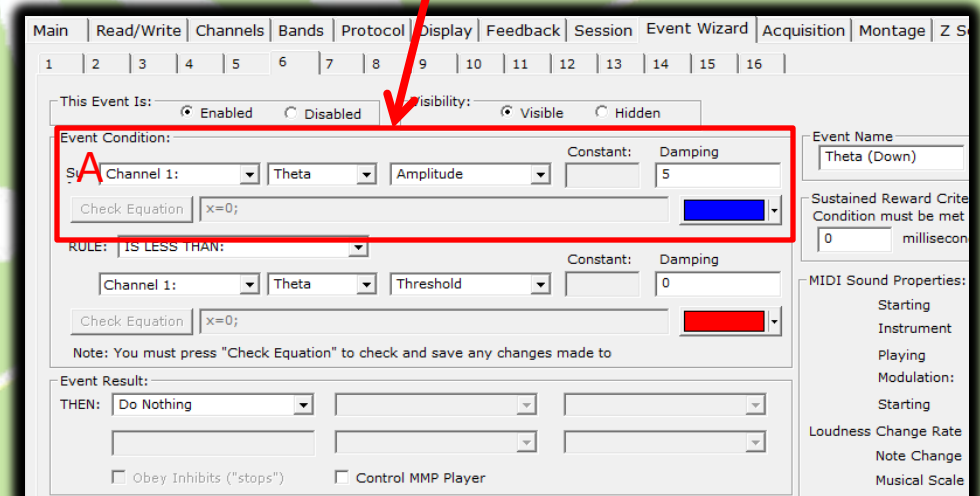 Main Read/Write Channels Bands Protocol Display Feedback Session Event Wizard Acquisition Montage Z S
1 2 3 4 5 6 7 8 9 10 11 12 13 14 15 16
This Event Is: Enabled Disabled Visibility: Visible Hidden
Event Condition:
Constant: Damping
A Channel 1: Theta Amplitude 5
Check Equation x=0;
RULE: IS LESS THAN:
Constant: Damping
Channel 1: Theta Threshold 0
Check Equation x=0;
Note: You must press "Check Equation" to check and save any changes made to
Event Result:
THEN: Do Nothing
Obey Inhibits ("stops") Control MMP Player
Event Name
Theta (Down)
Sustained Reward Crite
Condition must be met
0 millisecon
MIDI Sound Properties:
Starting
Instrument
Playing
Modulation:
Starting
Loudness Change Rate
Note Change
Musical Scale